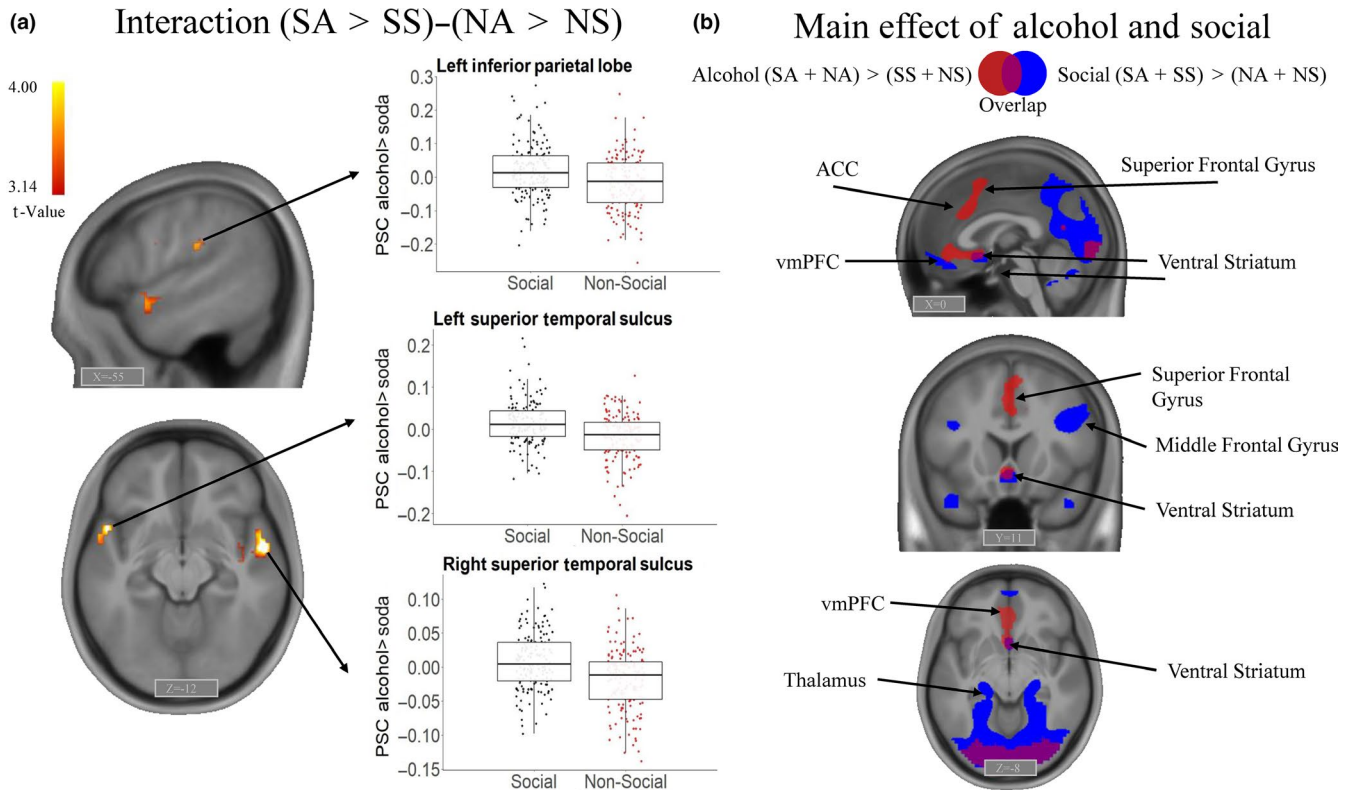 (a)
Interaction (SA > SS)–(NA > NS)
4.00
3.14
t-Value
X=-55
Z=-12
Left inferior parietal lobe
PSC alcohol> soda
0.3
0.2
0.1
0.0
−0.1
−0.2
0.3
Social
Non-Social
Left superior temporal sulcus
PSC alcohol> soda
0.2
0.1
0.0
−0.1
−0.2
Social
Non-Social
Right superior temporal sulcus
PSC alcohol> soda
0.10
0.05
0.00
−0.05
−0.10
−0.15
Social
Non-Social
(b)
Main effect of alcohol and social
Alcohol (SA + NA) > (SS + NS)
Social (SA + SS) > (NA + NS)
Overlap
ACC
Superior Frontal Gyrus
vmPFC
Ventral Striatum
X=0
Superior Frontal
Gyrus
Middle Frontal Gyrus
Ventral Striatum
Y=11
vmPFC
Ventral Striatum
Thalamus
Z=-8